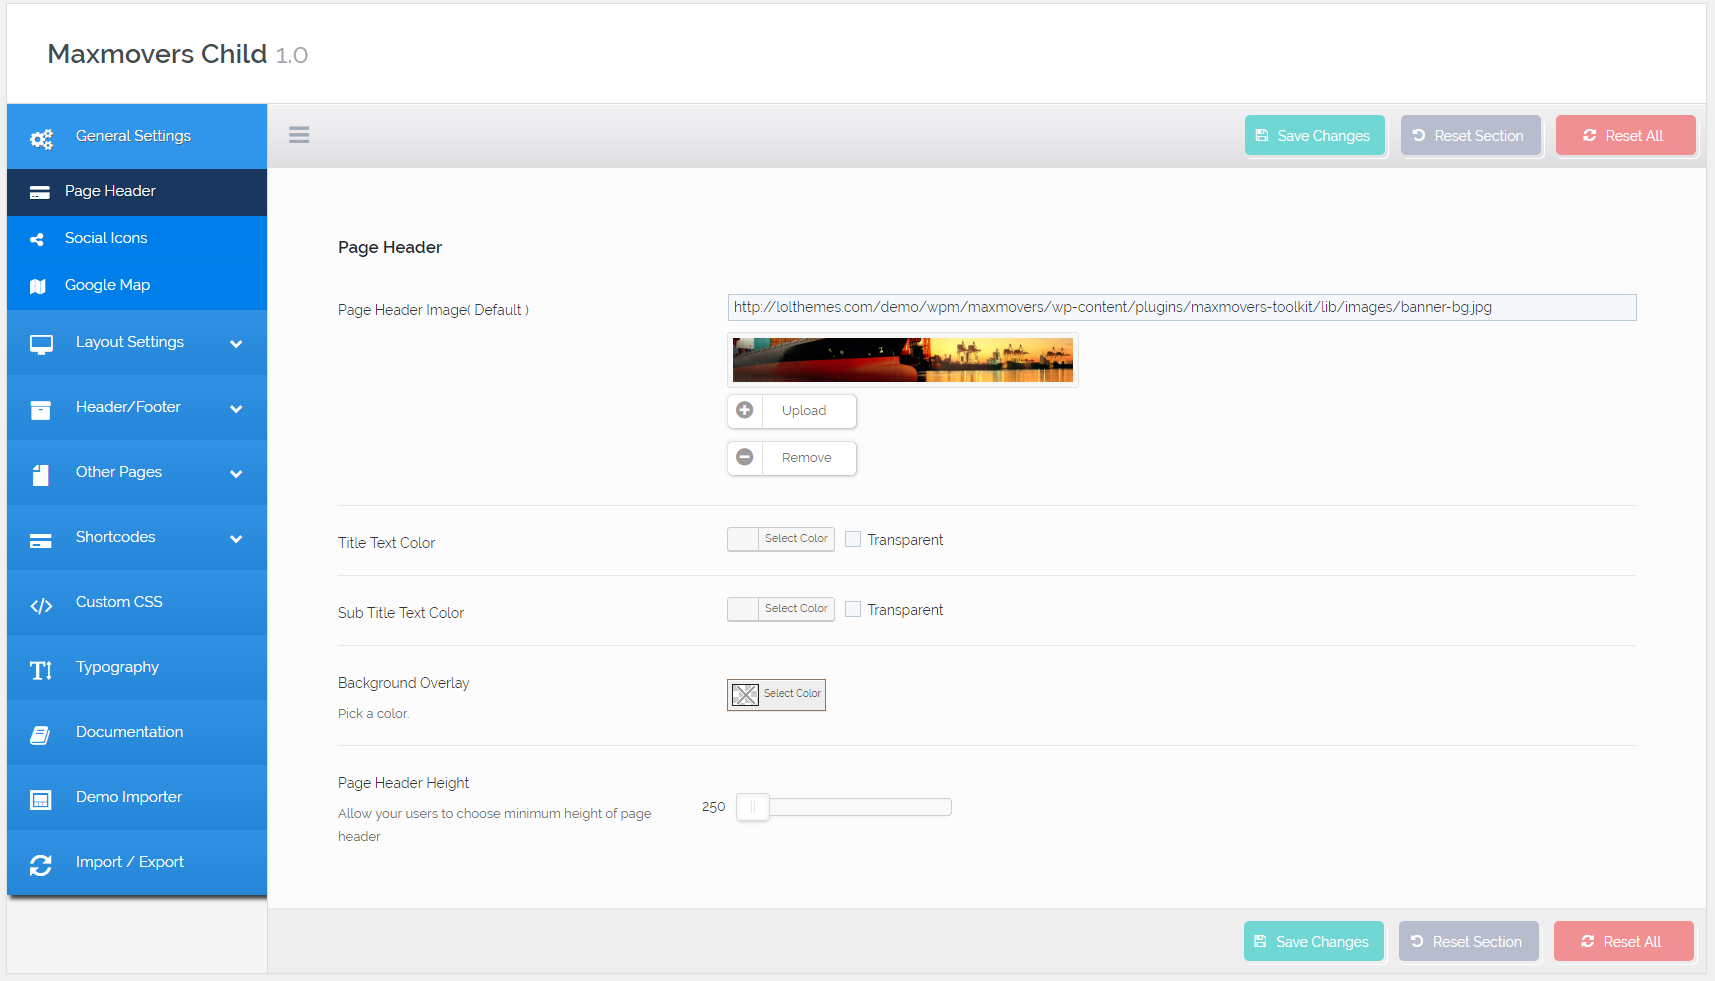 Maxmovers Child 1.0
General Settings
Save Changes
Reset Section
Reset All
Page Header
Social Icons
Google Map
Layout Settings
Header/Footer
Other Pages
Shortcodes
Custom CSS
Typography
Documentation
Demo Importer
Import / Export
Page Header
Page Header Image( Default )
http://lolthemes.com/demo/wpm/maxmovers/wp-content/plugins/maxmovers-toolkit/lib/images/banner-bg.jpg
Upload
Remove
Title Text Color
Select Color
Transparent
Sub Title Text Color
Select Color
Transparent
Background Overlay
Pick a color.
Select Color
Page Header Height
Allow your users to choose minimum height of page
header
250
Save Changes
Reset Section
Reset All